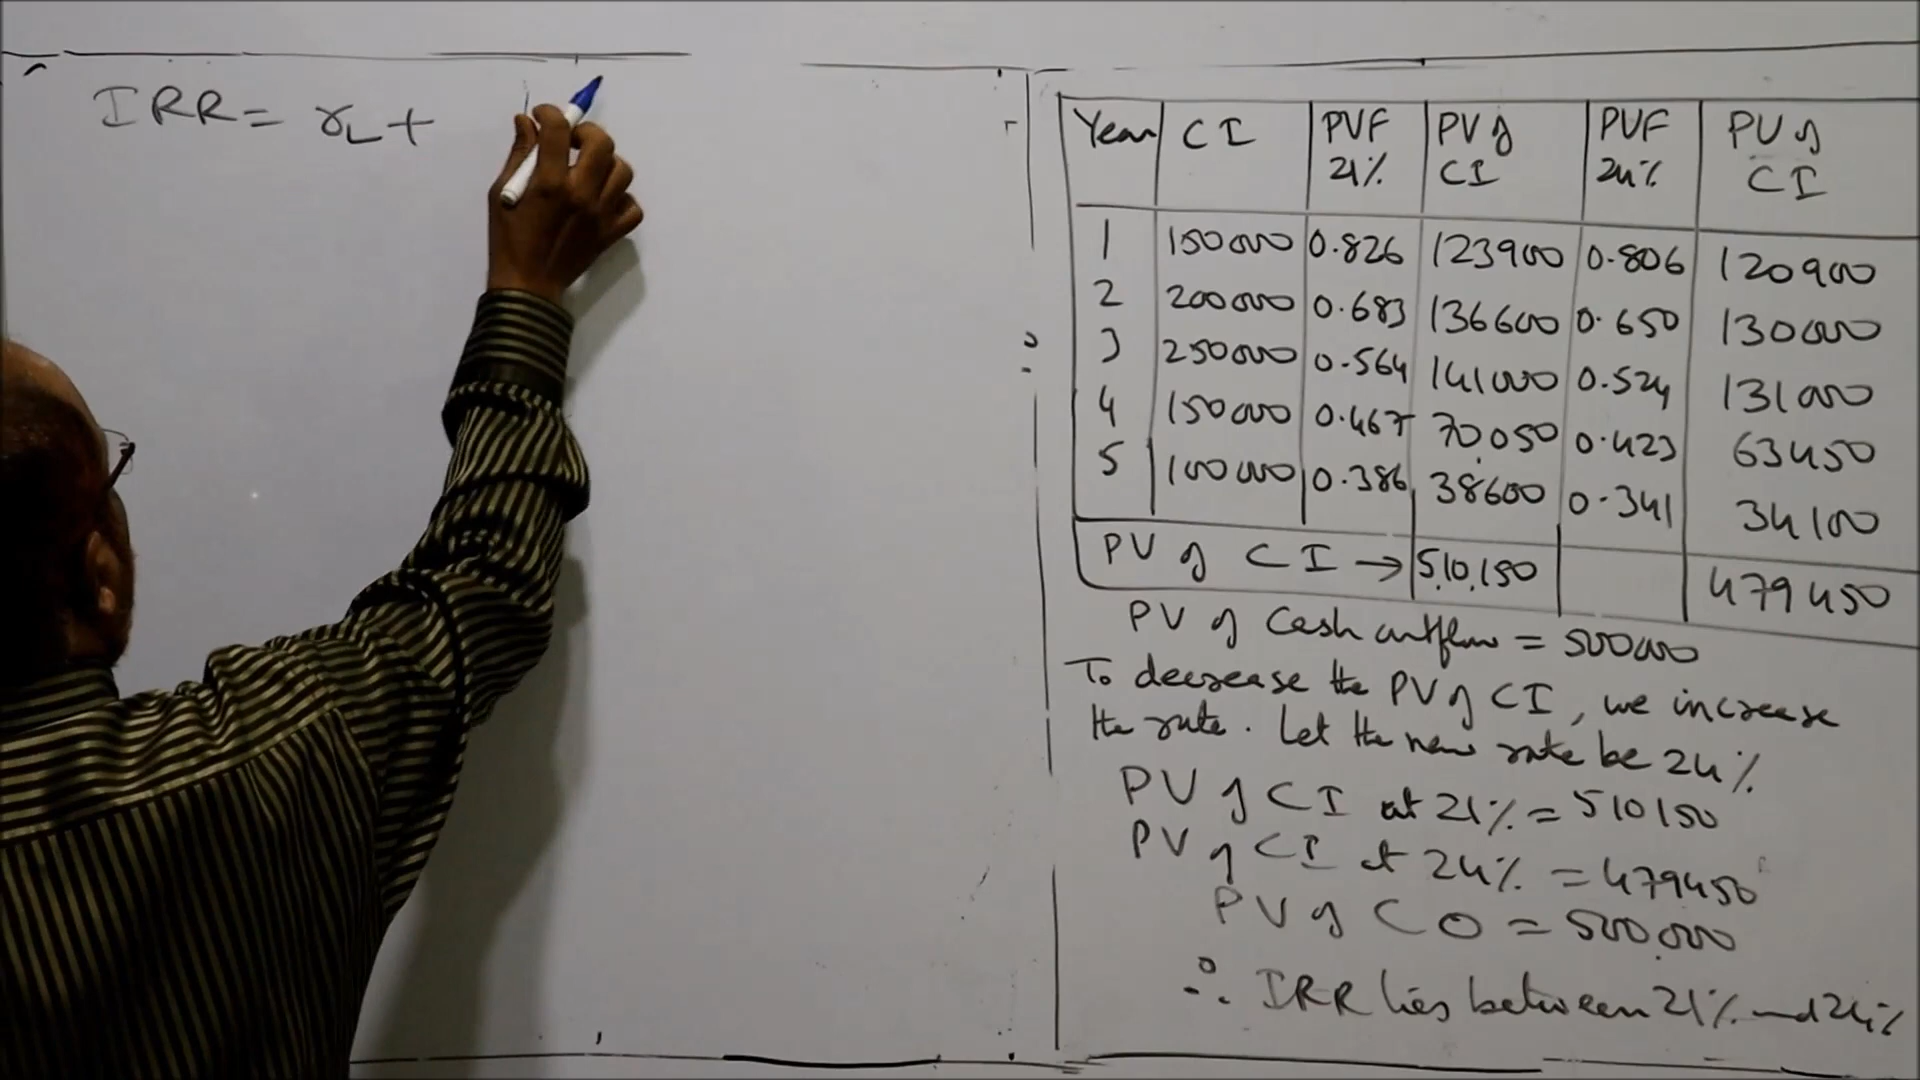 IRR = rL +
Year CI PVF 21% PV of CI PVF 24% PV of CI
1 150000 0.826 123900 0.806 120900
2 200000 0.683 136600 0.650 130000
3 250000 0.564 141000 0.524 131000
4 150000 0.467 70,050 0.423 63450
5 100000 0.386 38600 0.341 34100
PV of CI → 5,10,150 479450
PV of Cash outflow = 500000
To decrease the PV of CI, we increase
the rate. Let the new rate be 24%
PV of CI at 21% = 510150
PV of CI at 24% = 479450
PV of CO = 500,000
∴ IRR lies between 21% and 24%